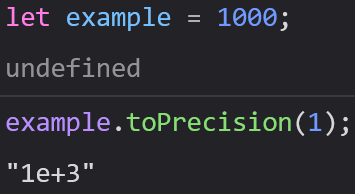 let example = 1000;
undefined
example.toPrecision(1);
"1e+3"